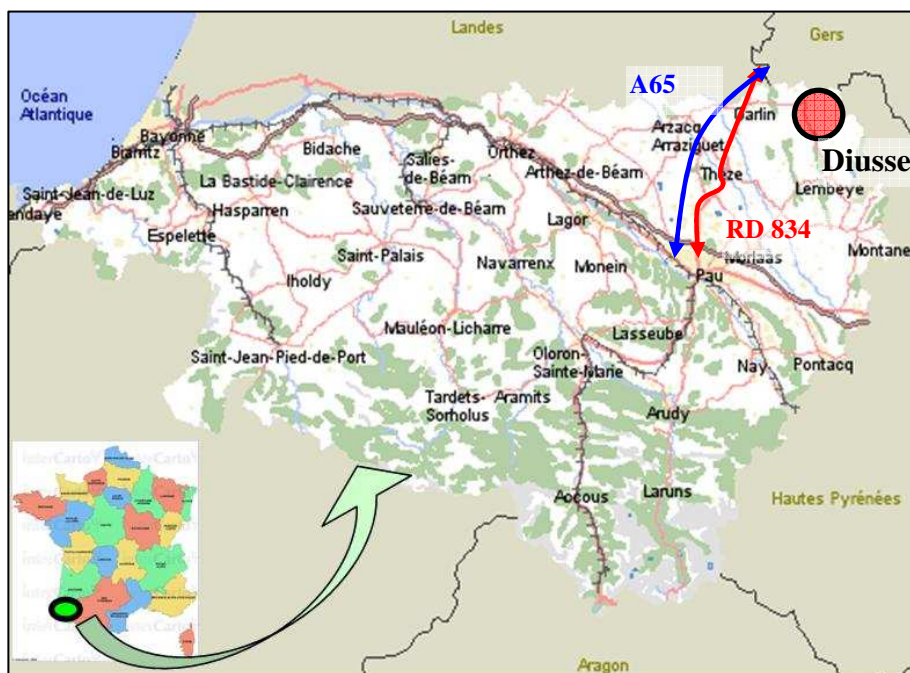 Landes
Gers
Océan
Atlantique
A65
Garlin
Diusse
Arzacq
Arraziguet
Bayonne
Biarritz
Bidache
Salies-
de-Béarn
Orthez
Arthez-de-Béarn
Thèze
Lembeye
La Bastide-Clairence
Saint-Jean-de-Luz
endaye
Hasparren
Sauveterre-de-Béarn
Lagor
RD 834
Espelette
Saint-Palais
Navarrenx
Monein
Morlaàs
Montane
Pau
Iholdy
Mauléon-Licharre
Lasseube
Saint-Jean-Pied-de-Port
Oloron-
Sainte-Marie
Nay
Pontacq
Tardets-
Sorholus
Aramits
Arudy
Accous
Laruns
Hautes Pyrénées
Aragon